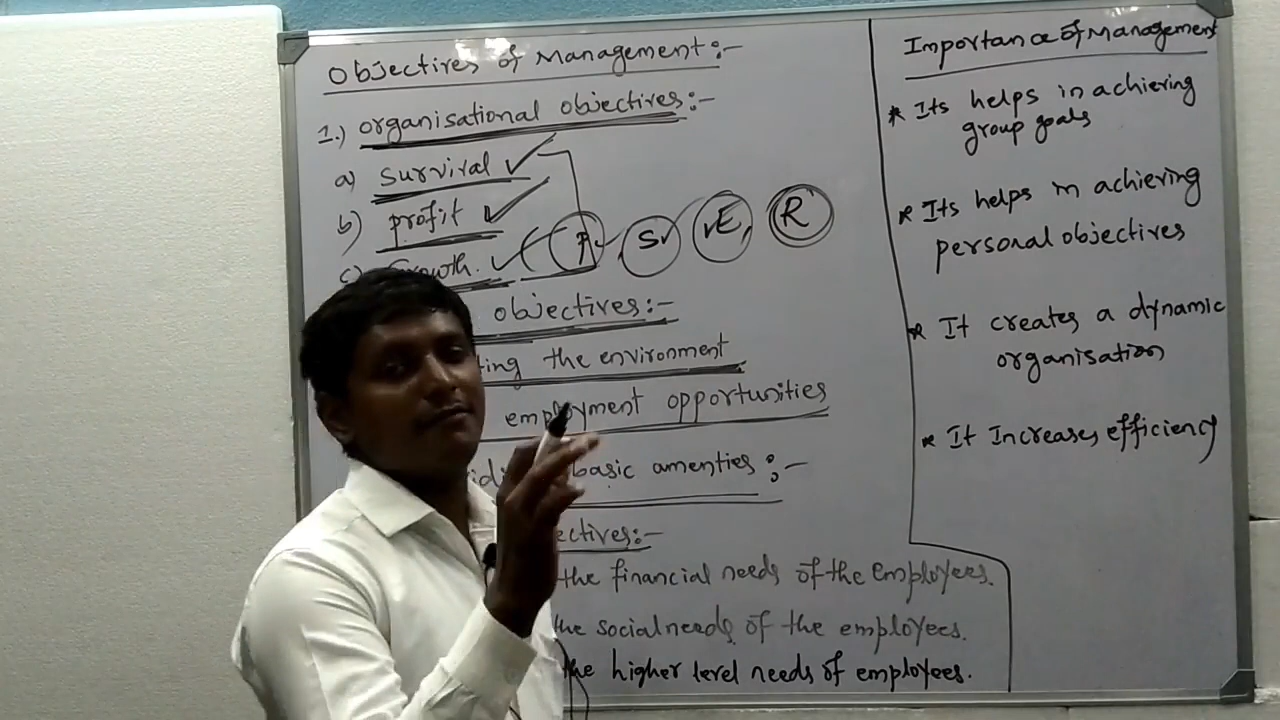 Objectives of Management:-
1.) organisational objectives:-
a) survival ✓
b) profit ✓
c) Growth. ✓
P, S, E, R
objectives:-
ting the environment
employment opportunities
basic amenties:-
ectives:-
the financial needs of the employees.
the social needs of the employees.
the higher level needs of employees.
Importance of Management
* Its helps in achieving
group goals
* Its helps in achieving
personal objectives
* It creates a dynamic
organisation
* It Increases efficiency